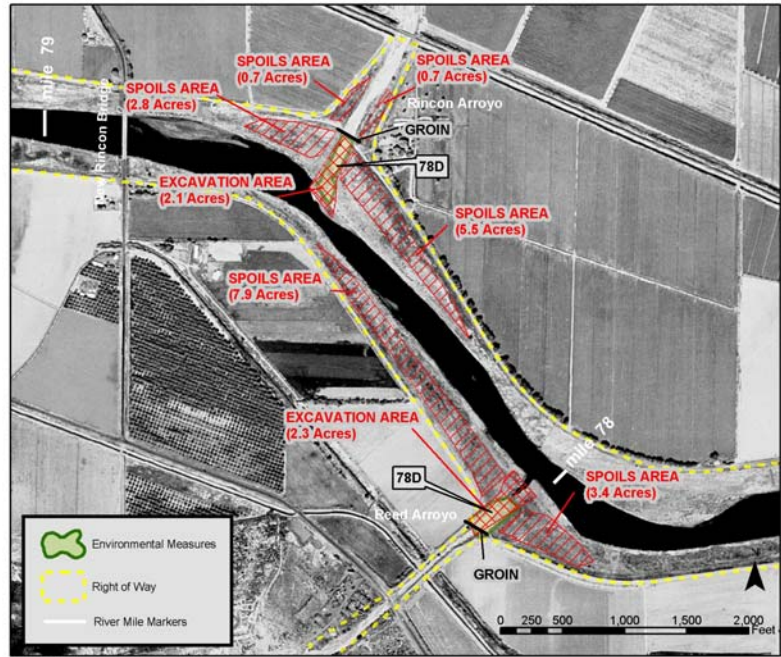 mile 79
New Rincon Bridge
SPOILS AREA
(0.7 Acres)
SPOILS AREA
(0.7 Acres)
SPOILS AREA
(2.8 Acres)
Rincon Arroyo
GROIN
78D
EXCAVATION AREA
(2.1 Acres)
SPOILS AREA
(5.5 Acres)
SPOILS AREA
(7.9 Acres)
EXCAVATION AREA
(2.3 Acres)
mile 78
78D
SPOILS AREA
(3.4 Acres)
Reed Arroyo
GROIN
Environmental Measures
Right of Way
River Mile Markers
0 250 500 1,000 1,500 2,000
Feet